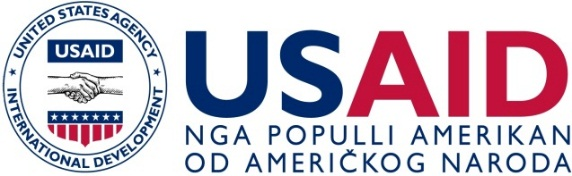 UNITED STATES AGENCY
USAID
INTERNATIONAL DEVELOPMENT
USAID
NGA POPULLI AMERIKAN
OD AMERIČKOG NARODA